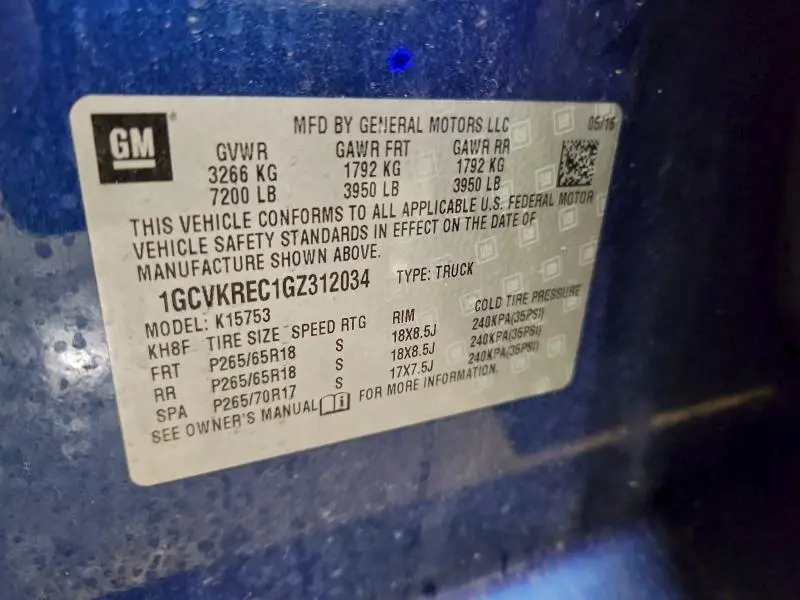 GM
MFD BY GENERAL MOTORS LLC 05/16
GVWR GAWR FRT GAWR RR
3266 KG 1792 KG 1792 KG
7200 LB 3950 LB 3950 LB
THIS VEHICLE CONFORMS TO ALL APPLICABLE U.S. FEDERAL MOTOR
VEHICLE SAFETY STANDARDS IN EFFECT ON THE DATE OF
MANUFACTURE SHOWN ABOVE.
1GCVKREC1GZ312034 TYPE: TRUCK
MODEL: K15753
KH8F TIRE SIZE SPEED RTG RIM COLD TIRE PRESSURE
FRT P265/65R18 S 18X8.5J 240KPA(35PSI)
RR P265/65R18 S 18X8.5J 240KPA(35PSI)
SPA P265/70R17 S 17X7.5J 240KPA(35PSI)
SEE OWNER'S MANUAL FOR MORE INFORMATION.